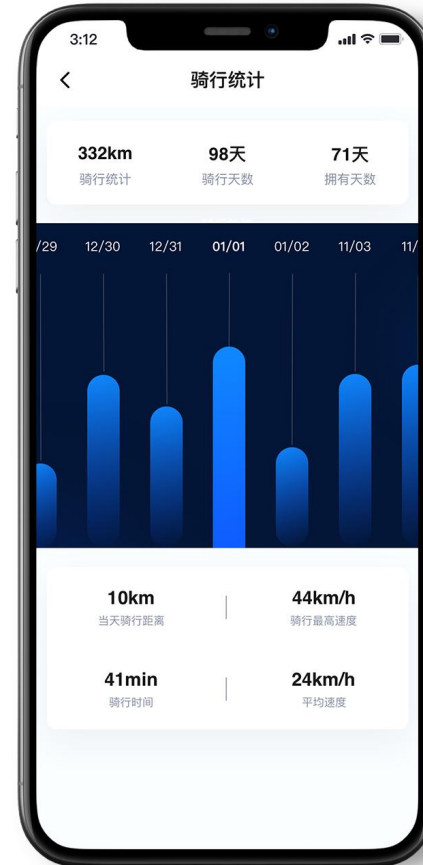 3:12
骑行统计
332km 98天 71天
骑行统计 骑行天数 拥有天数
/29 12/30 12/31 01/01 01/02 11/03 11/
10km 44km/h
当天骑行距离 骑行最高速度
41min 24km/h
骑行时间 平均速度